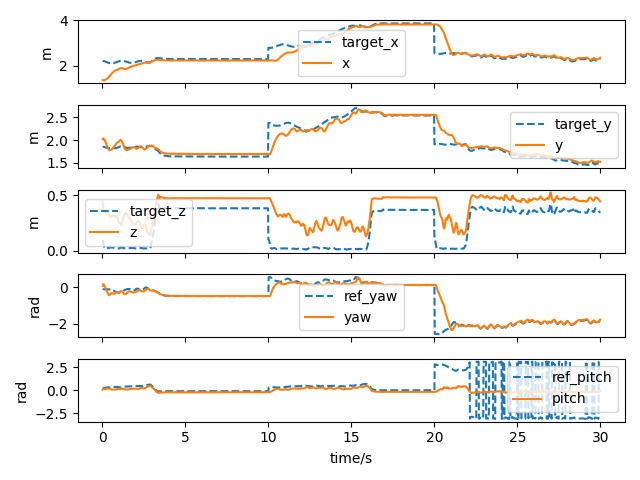 4
2
m
target_x
x
2.5
2.0
1.5
m
target_y
y
0.5
0.0
m
target_z
z
0
−2
rad
ref_yaw
yaw
2.5
0.0
−2.5
rad
ref_pitch
pitch
0 5 10 15 20 25 30
time/s